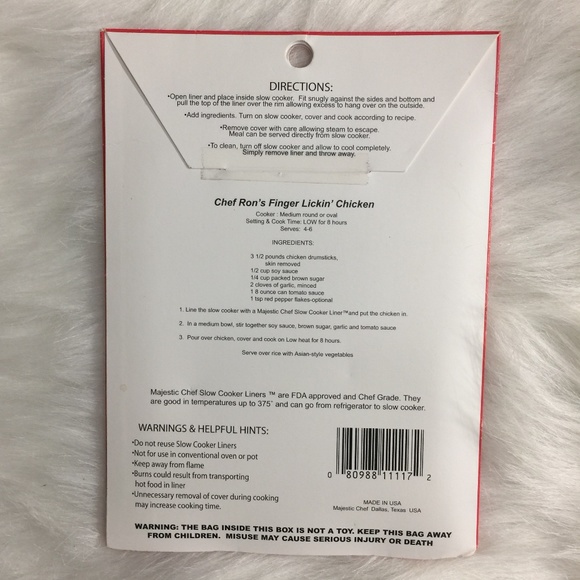 DIRECTIONS:
•Open liner and place inside slow cooker. Fit snugly against the sides and bottom and
pull the top of the liner over the rim allowing excess to hang over on the outside.
•Add ingredients. Turn on slow cooker, cover and cook according to recipe.
•Remove cover with care allowing steam to escape.
Meal can be served directly from slow cooker.
•To clean, turn off slow cooker and allow to cool completely.
Simply remove liner and throw away.
Chef Ron's Finger Lickin' Chicken
Cooker : Medium round or oval
Setting & Cook Time: LOW for 8 hours
Serves: 4-6
INGREDIENTS:
3 1/2 pounds chicken drumslicks,
skin removed
1/2 cup soy sauce
1/4 cup packed brown sugar
2 cloves of garlic, minced
1 8 ounce can tomato sauce
1 tsp red pepper flakes-optional
1. Line the slow cooker with a Majestic Chef Slow Cooker Liner™and put the chicken in.
2. In a medium bowl, stir together soy sauce, brown sugar, garlic and tomato sauce
3. Pour over chicken, cover and cook on Low heat for 8 hours.
Serve over rice with Asian-style vegetables
Majestic Chef Slow Cooker Liners ™ are FDA approved and Chef Grade. They
are good in temperatures up to 375° and can go from refrigerator to slow cooker.
WARNINGS & HELPFUL HINTS:
•Do not reuse Slow Cooker Liners
•Not for use in conventional oven or pot
•Keep away from flame
•Burns could result from transporting
hot food in liner
•Unnecessary removal of cover during cooking
may increase cooking time.
0 80988 11117 2
MADE IN USA
Majestic Chef Dallas, Texas USA
WARNING: THE BAG INSIDE THIS BOX IS NOT A TOY. KEEP THIS BAG AWAY
FROM CHILDREN. MISUSE MAY CAUSE SERIOUS INJURY OR DEATH